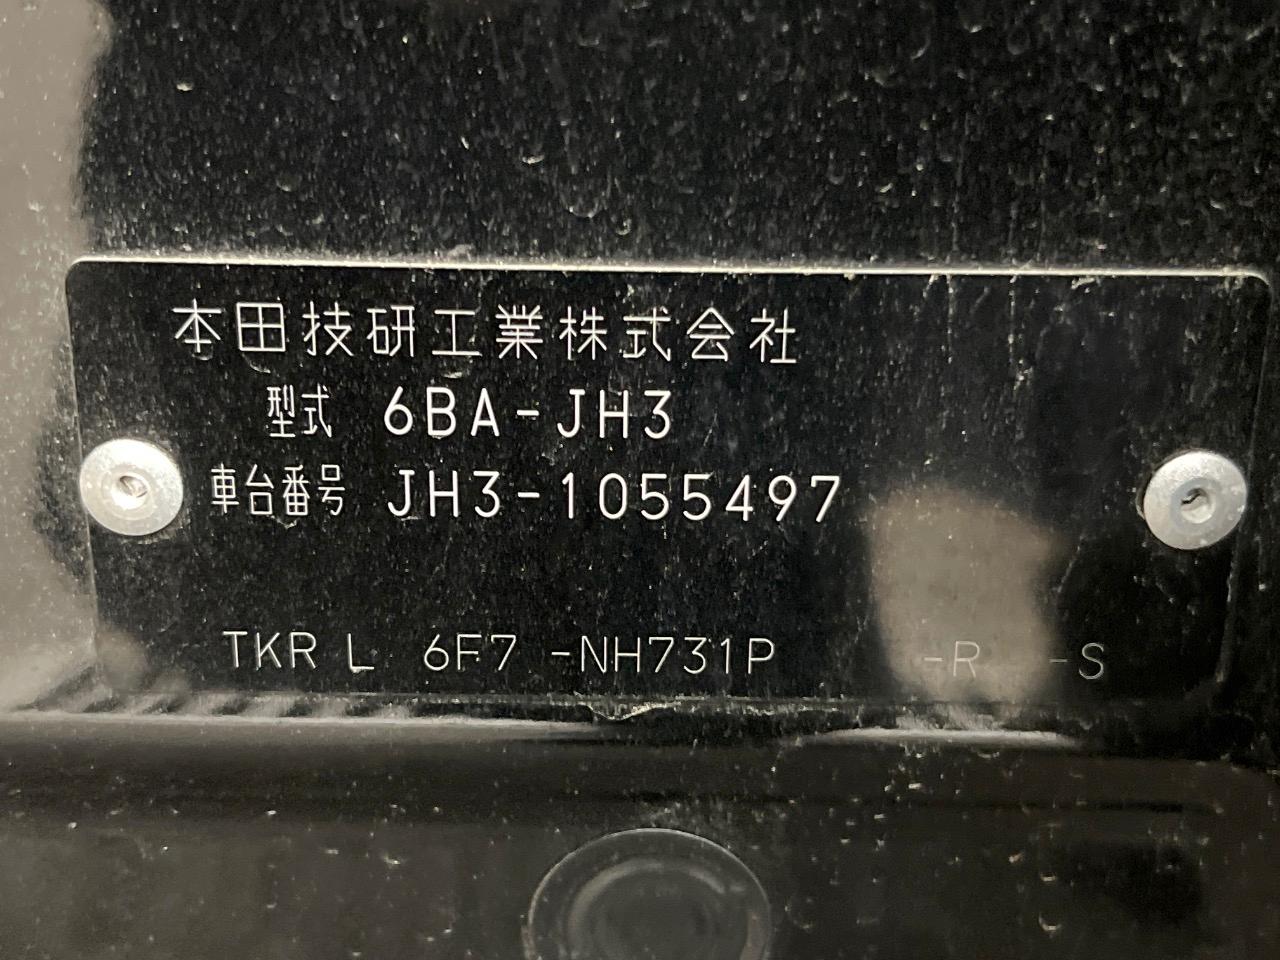 本田技研工業株式会社
型式 6BA-JH3
車台番号 JH3-1055497
TKR L 6F7 -NH731P -R -S